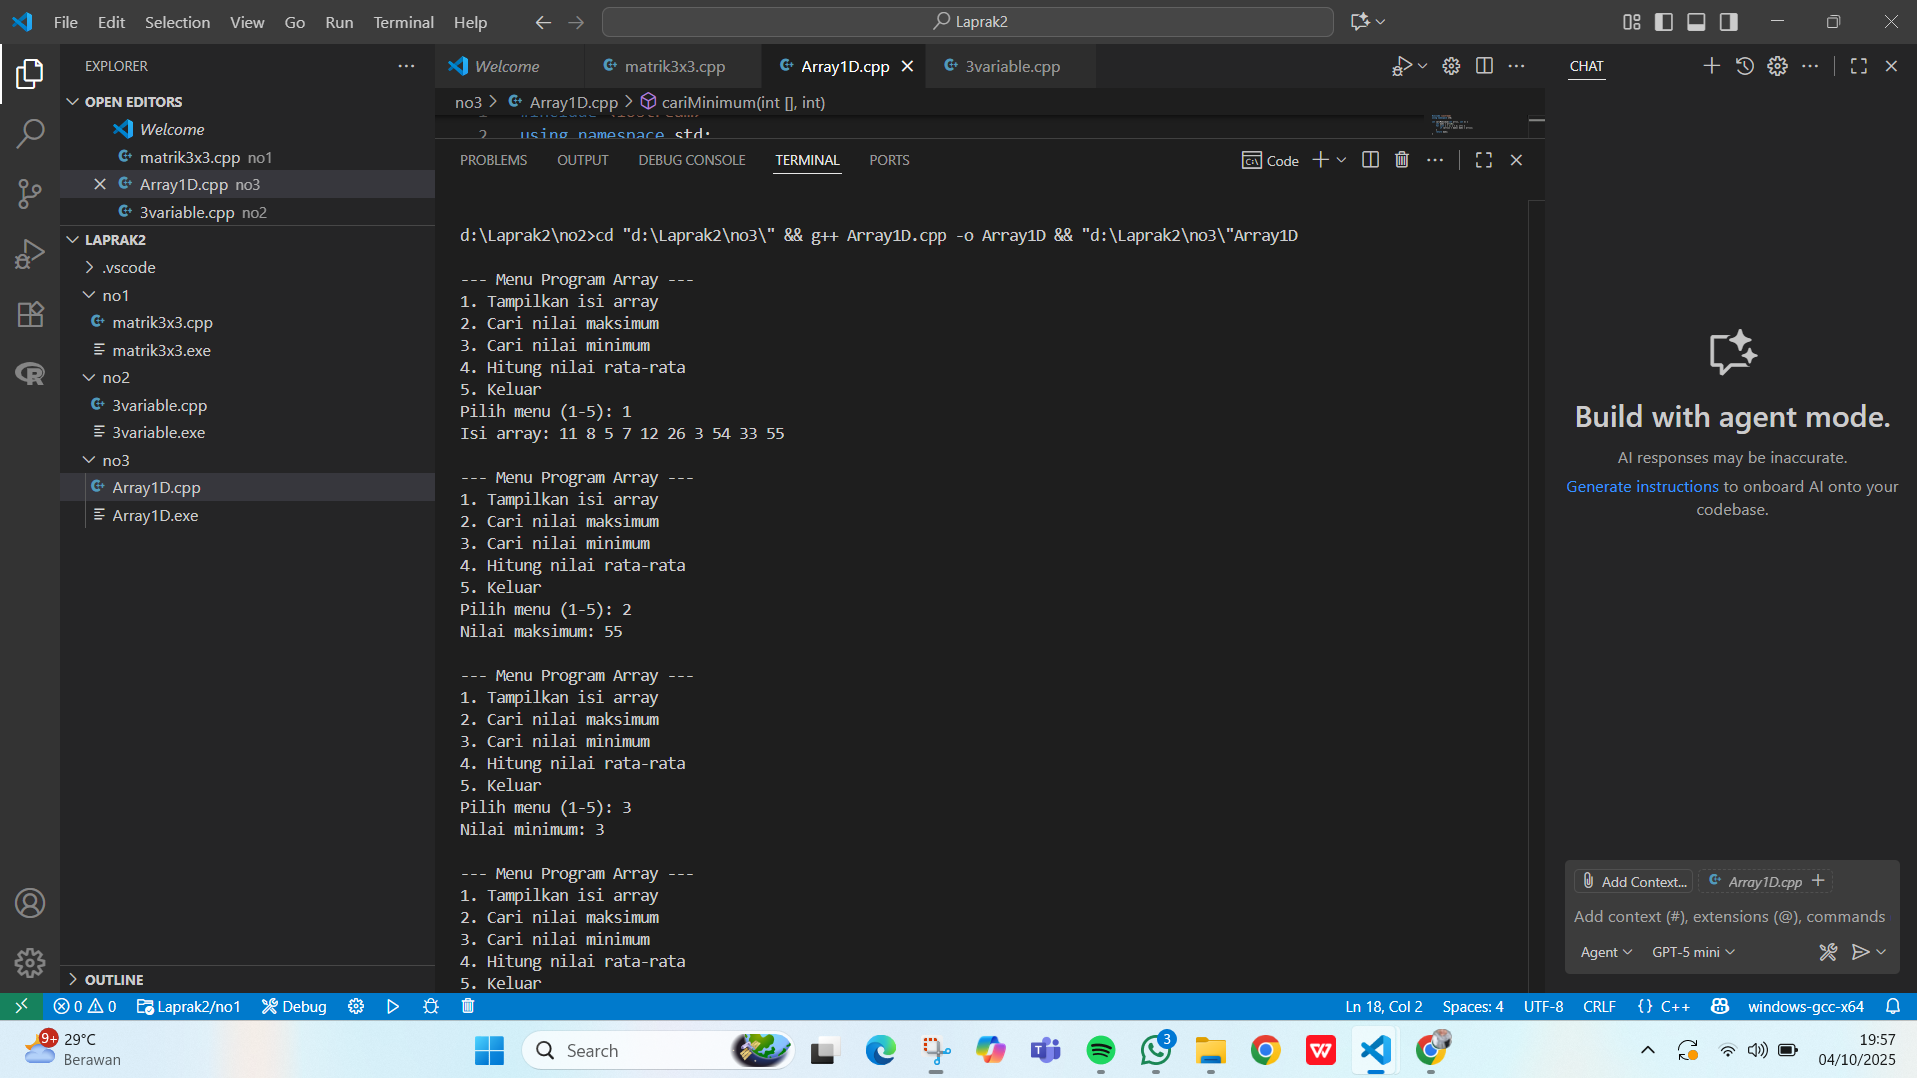 File Edit Selection View Go Run Terminal Help
Laprak2
EXPLORER
OPEN EDITORS
Welcome
matrik3x3.cpp no1
Array1D.cpp no3
3variable.cpp no2
LAPRAK2
.vscode
no1
matrik3x3.cpp
matrik3x3.exe
no2
3variable.cpp
3variable.exe
no3
Array1D.cpp
Array1D.exe
OUTLINE
Welcome
matrik3x3.cpp
Array1D.cpp
3variable.cpp
no3 > Array1D.cpp > cariMinimum(int [], int)
2 using namespace std;
PROBLEMS OUTPUT DEBUG CONSOLE TERMINAL PORTS
Code
d:\Laprak2\no2>cd "d:\Laprak2\no3\" && g++ Array1D.cpp -o Array1D && "d:\Laprak2\no3\"Array1D
--- Menu Program Array ---
1. Tampilkan isi array
2. Cari nilai maksimum
3. Cari nilai minimum
4. Hitung nilai rata-rata
5. Keluar
Pilih menu (1-5): 1
Isi array: 11 8 5 7 12 26 3 54 33 55
--- Menu Program Array ---
1. Tampilkan isi array
2. Cari nilai maksimum
3. Cari nilai minimum
4. Hitung nilai rata-rata
5. Keluar
Pilih menu (1-5): 2
Nilai maksimum: 55
--- Menu Program Array ---
1. Tampilkan isi array
2. Cari nilai maksimum
3. Cari nilai minimum
4. Hitung nilai rata-rata
5. Keluar
Pilih menu (1-5): 3
Nilai minimum: 3
--- Menu Program Array ---
1. Tampilkan isi array
2. Cari nilai maksimum
3. Cari nilai minimum
4. Hitung nilai rata-rata
5. Keluar
CHAT
Build with agent mode.
AI responses may be inaccurate.
Generate instructions to onboard AI onto your
codebase.
Add Context... Array1D.cpp
Add context (#), extensions (@), commands
Agent GPT-5 mini
0 0 Laprak2/no1 Debug
Ln 18, Col 2 Spaces: 4 UTF-8 CRLF {} C++ windows-gcc-x64
9+
29°C
Berawan
Search
3
19:57
04/10/2025